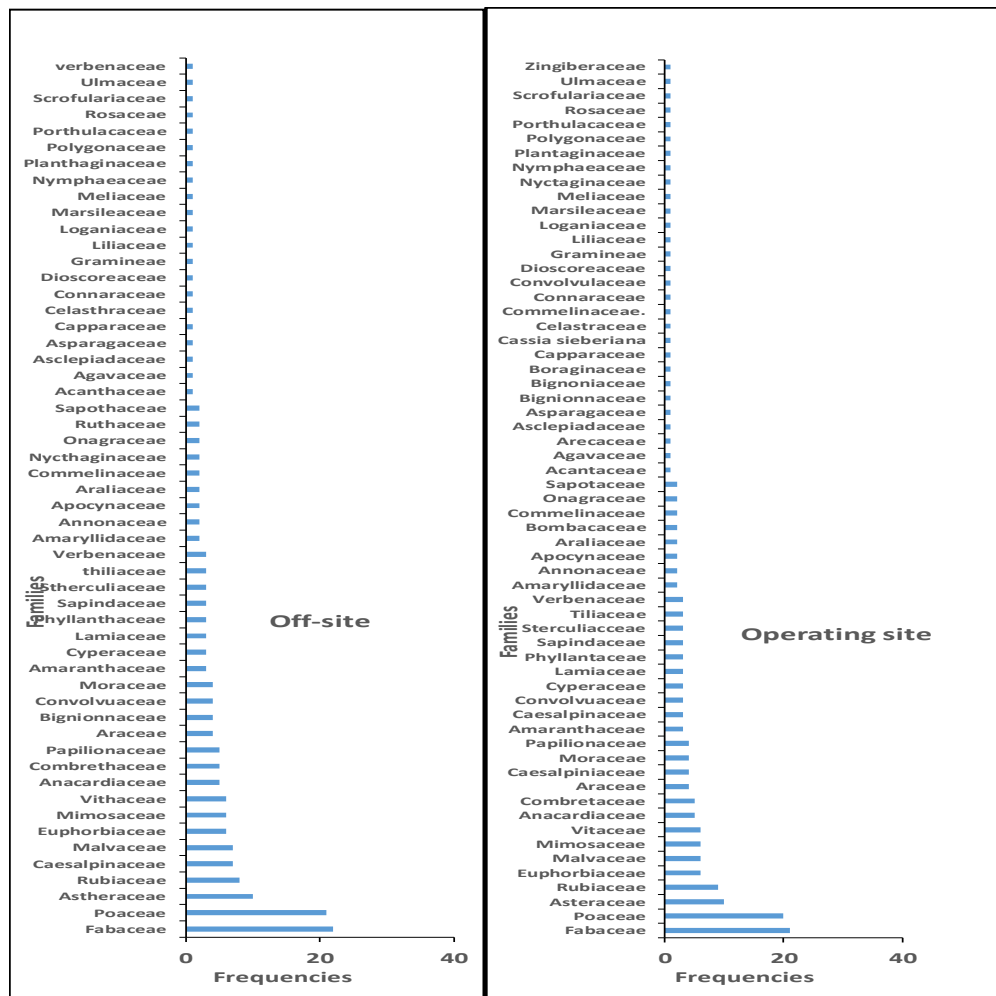 verbenaceae
Ulmaceae
Scrofulariaceae
Rosaceae
Porthulacaceae
Polygonaceae
Planthaginaceae
Nymphaeaceae
Meliaceae
Marsileaceae
Loganiaceae
Liliaceae
Gramineae
Dioscoreaceae
Connaraceae
Celasthraceae
Capparaceae
Asparagaceae
Asclepiadaceae
Agavaceae
Acanthaceae
Sapothaceae
Ruthaceae
Onagraceae
Nycthaginaceae
Commelinaceae
Araliaceae
Apocynaceae
Annonaceae
Amaryllidaceae
Verbenaceae
thiliaceae
Stherculiaceae
Sapindaceae
Phyllanthaceae
Lamiaceae
Cyperaceae
Amaranthaceae
Moraceae
Convolvuaceae
Bignionnaceae
Araceae
Papilionaceae
Combrethaceae
Anacardiaceae
Vithaceae
Mimosaceae
Euphorbiaceae
Malvaceae
Caesalpinaceae
Rubiaceae
Astheraceae
Poaceae
Fabaceae
Families
Off-site
0 20 40
Frequencies
Zingiberaceae
Ulmaceae
Scrofulariaceae
Rosaceae
Porthulacaceae
Polygonaceae
Plantaginaceae
Nymphaeaceae
Nyctaginaceae
Meliaceae
Marsileaceae
Loganiaceae
Liliaceae
Gramineae
Dioscoreaceae
Convolvulaceae
Connaraceae
Commelinaceae.
Celastraceae
Cassia sieberiana
Capparaceae
Boraginaceae
Bignoniaceae
Bignionnaceae
Asparagaceae
Asclepiadaceae
Arecaceae
Agavaceae
Acantaceae
Sapotaceae
Onagraceae
Commelinaceae
Bombacaceae
Araliaceae
Apocynaceae
Annonaceae
Amaryllidaceae
Verbenaceae
Tiliaceae
Sterculiacceae
Sapindaceae
Phyllantaceae
Lamiaceae
Cyperaceae
Convolvuaceae
Caesalpinaceae
Amaranthaceae
Papilionaceae
Moraceae
Caesalpiniaceae
Araceae
Combretaceae
Anacardiaceae
Vitaceae
Mimosaceae
Malvaceae
Euphorbiaceae
Rubiaceae
Asteraceae
Poaceae
Fabaceae
Families
Operating site
0 20 40
Frequencies